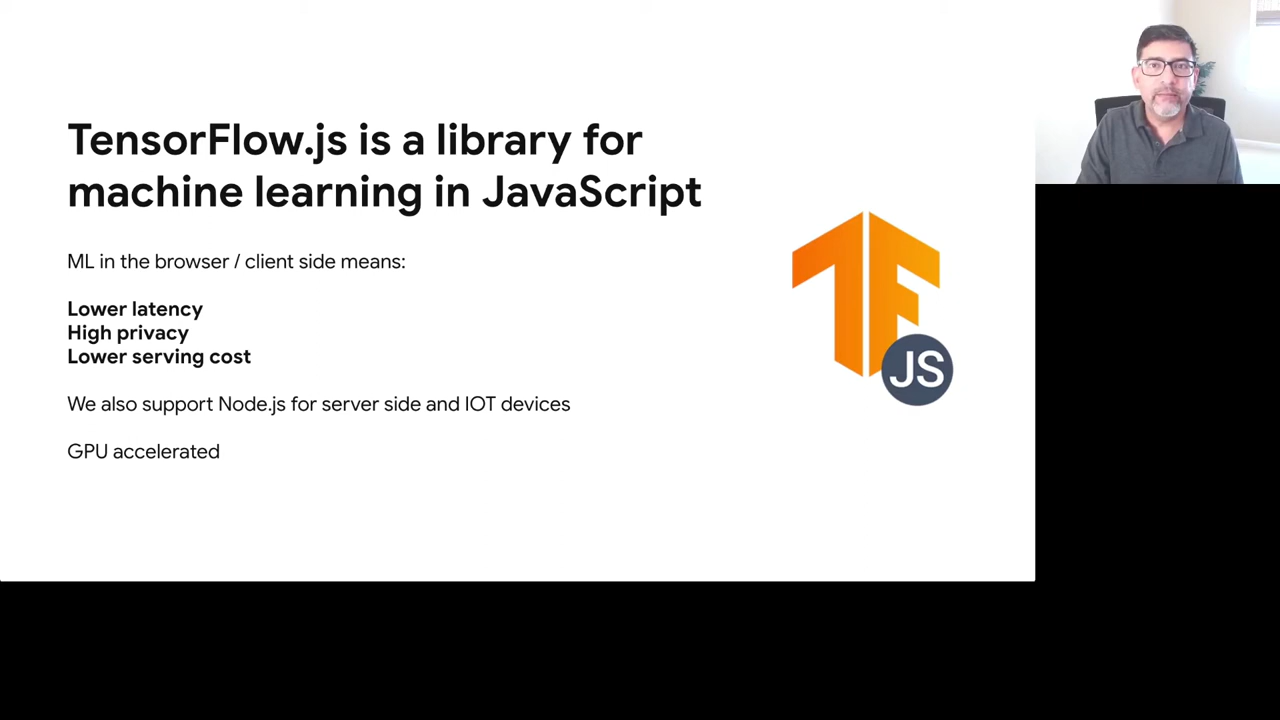 TensorFlow.js is a library for
machine learning in JavaScript
ML in the browser / client side means:
Lower latency
High privacy
Lower serving cost
We also support Node.js for server side and IOT devices
GPU accelerated
TF
JS